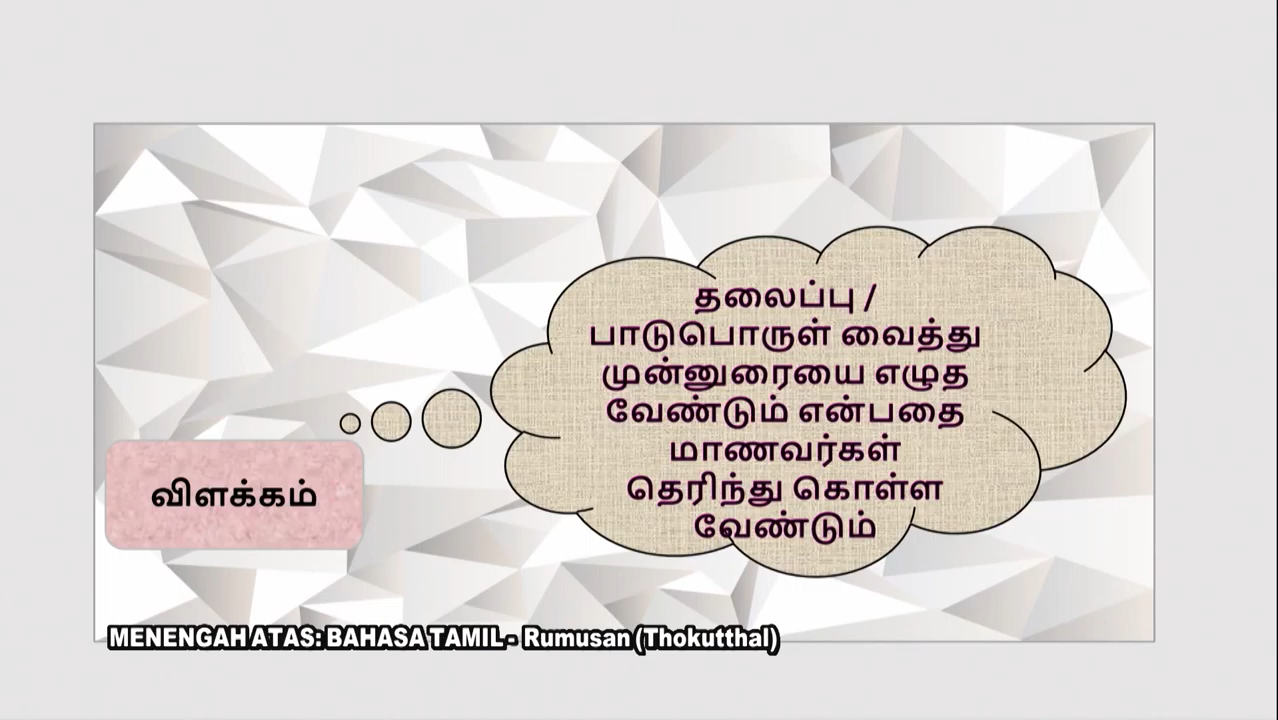 தலைப்பு /
பாடுபொருள் வைத்து
முன்னுரையை எழுத
வேண்டும் என்பதை
மாணவர்கள்
தெரிந்து கொள்ள
வேண்டும்
விளக்கம்
MENENGAH ATAS: BAHASA TAMIL - Rumusan (Thokutthal)